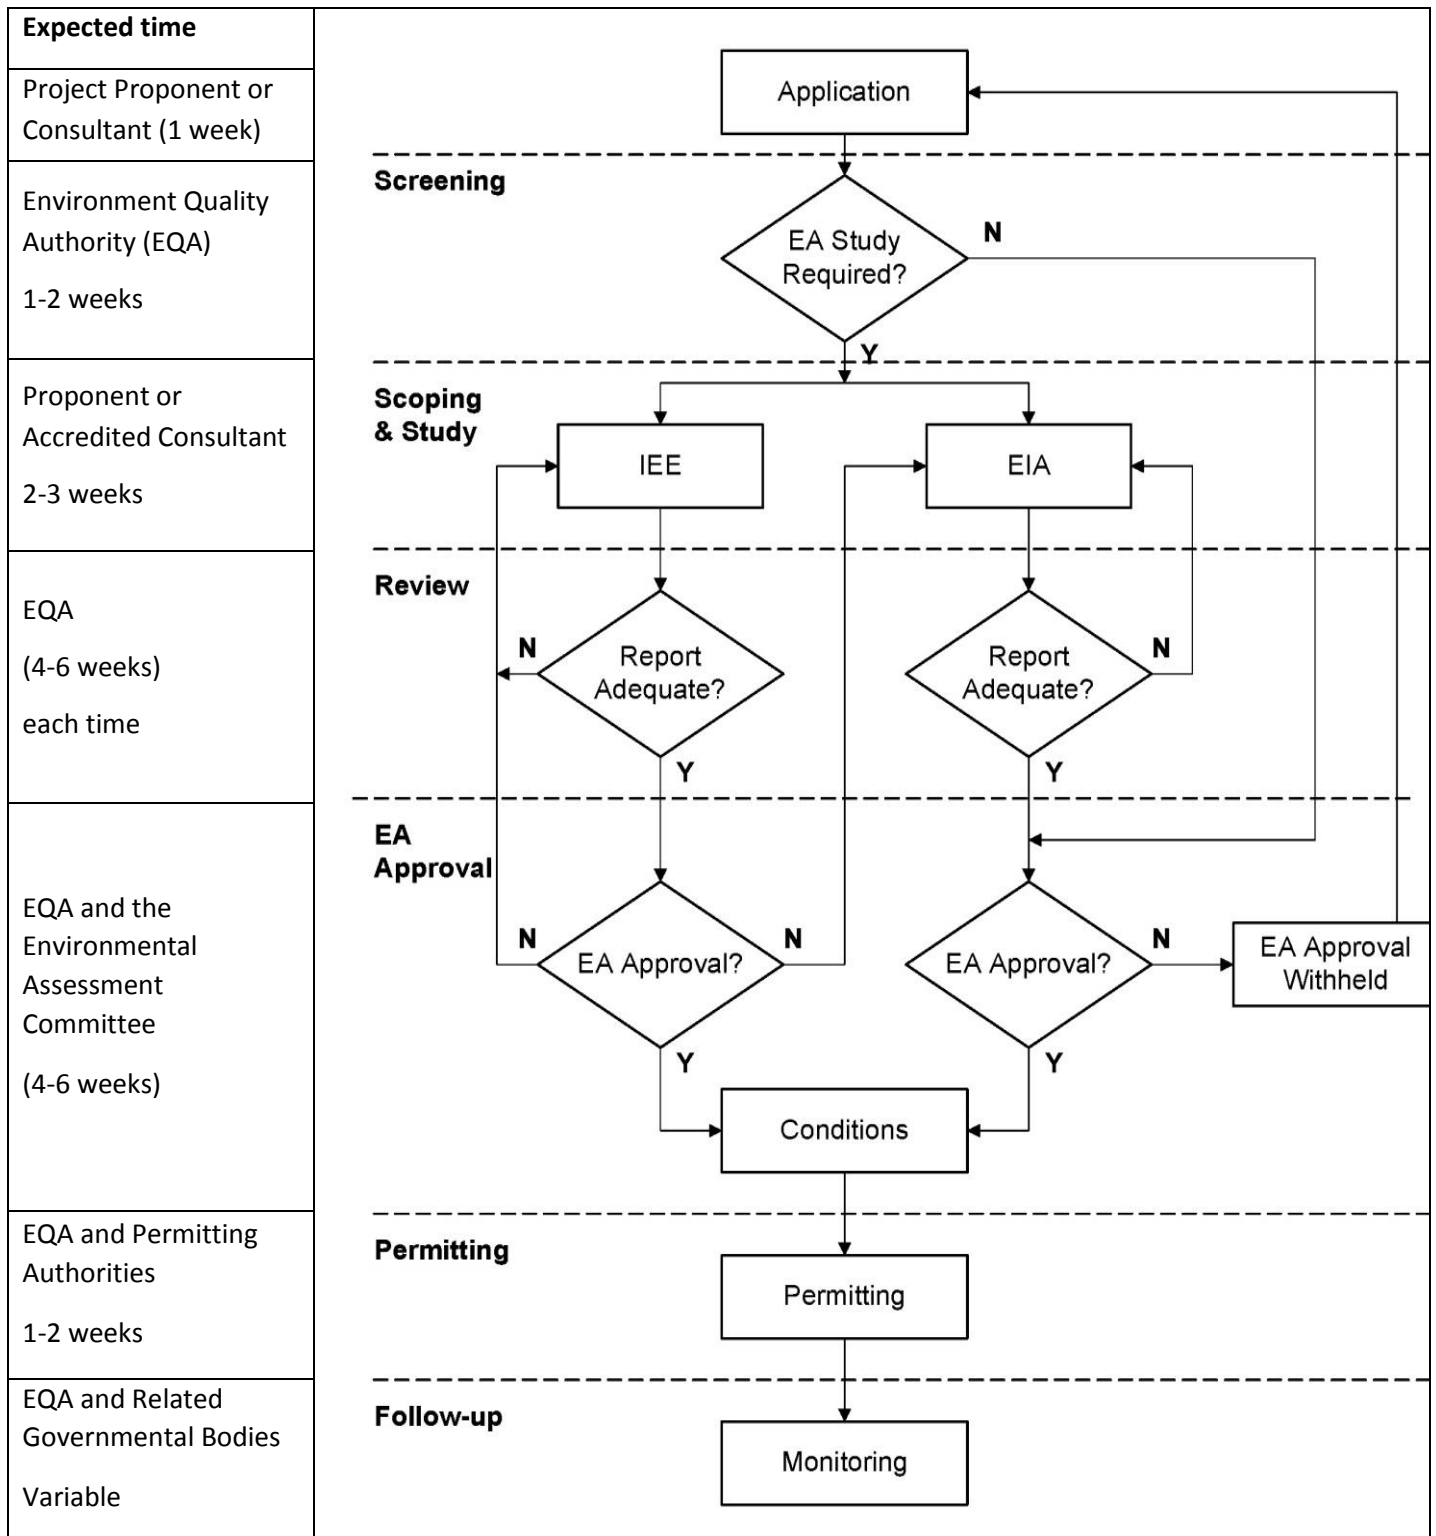 Expected time
Project Proponent or
Consultant (1 week)
Environment Quality
Authority (EQA)
1-2 weeks
Proponent or
Accredited Consultant
2-3 weeks
EQA
(4-6 weeks)
each time
EQA and the
Environmental
Assessment
Committee
(4-6 weeks)
EQA and Permitting
Authorities
1-2 weeks
EQA and Related
Governmental Bodies
Variable
Application
Screening
EA Study
Required?
N
Y
Scoping
& Study
IEE
EIA
Review
N
Report
Adequate?
Y
Report
Adequate?
N
Y
EA
Approval
N
EA Approval?
N
Y
EA Approval?
N
Y
EA Approval
Withheld
Conditions
Permitting
Permitting
Follow-up
Monitoring